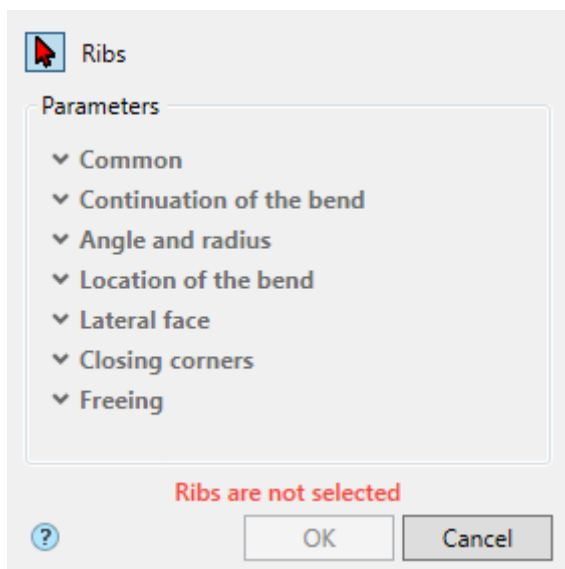 Ribs
Parameters
Common
Continuation of the bend
Angle and radius
Location of the bend
Lateral face
Closing corners
Freeing
Ribs are not selected
?
OK
Cancel